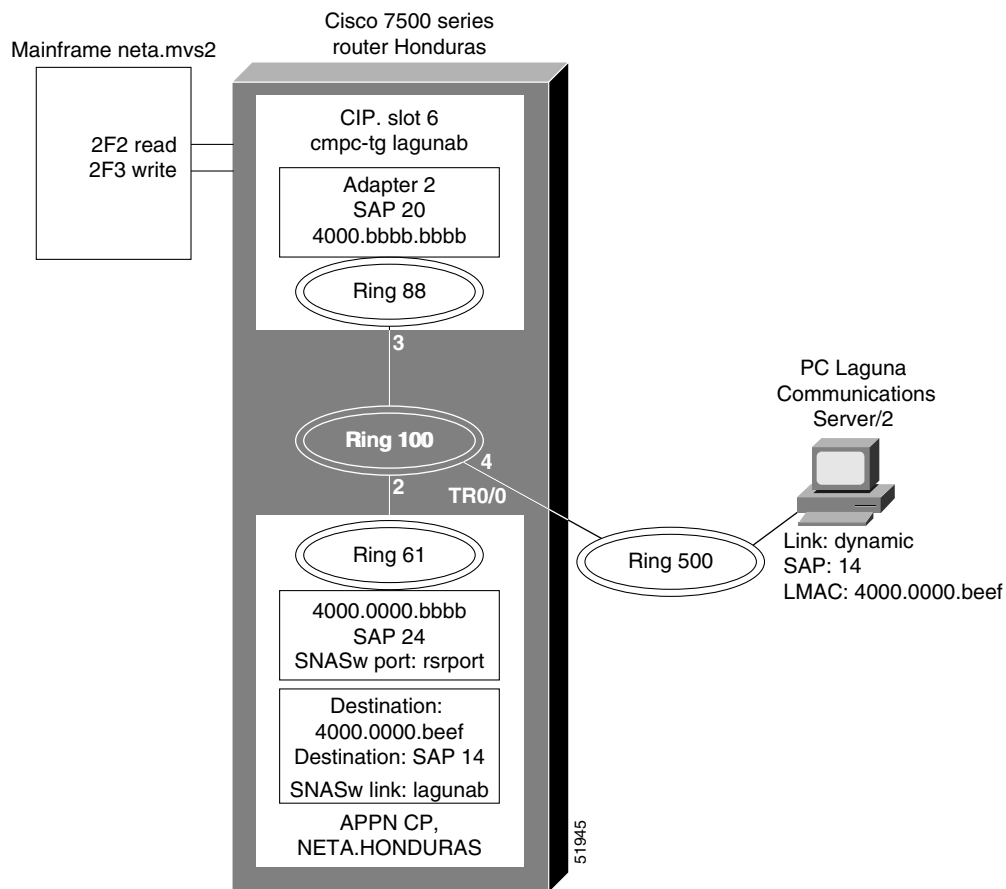 Cisco 7500 series
router Honduras
Mainframe neta.mvs2
2F2 read
2F3 write
CIP. slot 6
cmpc-tg lagunab
Adapter 2
SAP 20
4000.bbbb.bbbb
Ring 88
3
Ring 100
4
2
TR0/0
PC Laguna
Communications
Server/2
Ring 500
Link: dynamic
SAP: 14
LMAC: 4000.0000.beef
Ring 61
4000.0000.bbbb
SAP 24
SNASw port: rsrport
Destination:
4000.0000.beef
Destination: SAP 14
SNASw link: lagunab
APPN CP,
NETA.HONDURAS
51945